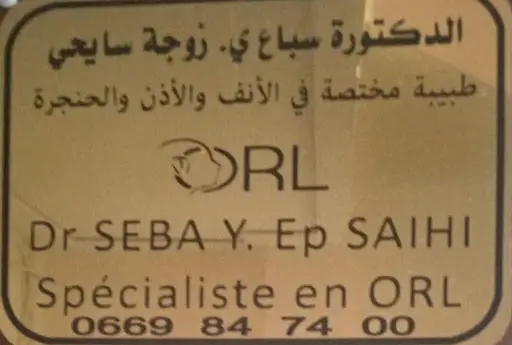 الدكتورة سباع ي. زوجة سايحي
طبيبة مختصة في الأنف والأذن والحنجرة
ORL
Dr SEBA Y. Ep SAIHI
Spécialiste en ORL
0669 84 74 00